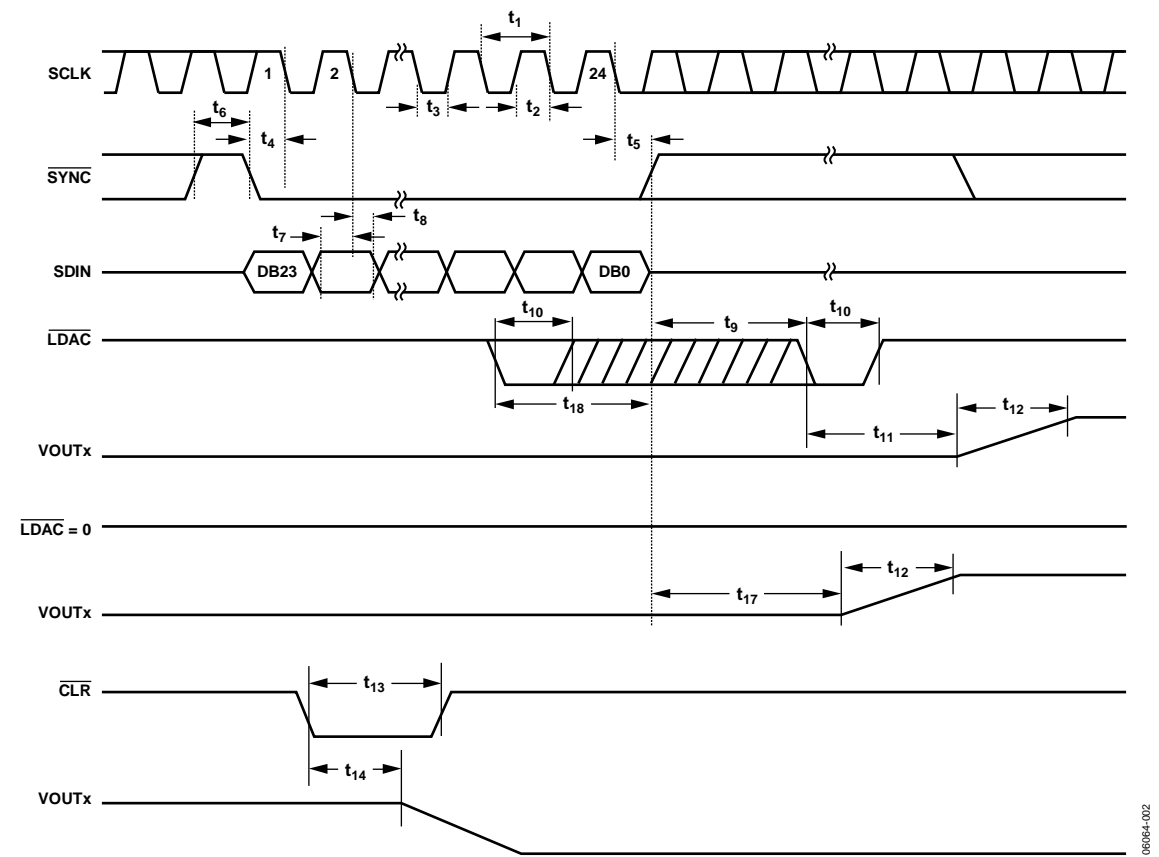 t1
SCLK 1 2 24
t3 t2
t6
t4 t5
SYNC
t8
t7
SDIN DB23 DB0
t10 t9 t10
LDAC
t18
t12
t11
VOUTx
LDAC = 0
t12
t17
VOUTx
t13
CLR
t14
VOUTx
06064-002